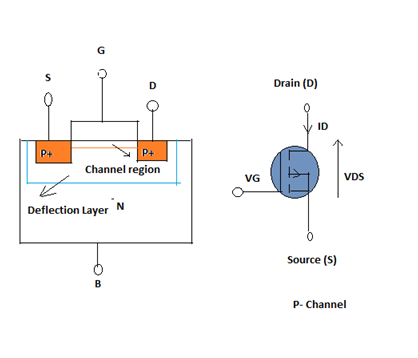 G
S
D
P+
P+
Channel region
Deflection Layer
N
B
Drain (D)
ID
VG
VDS
Source (S)
P- Channel